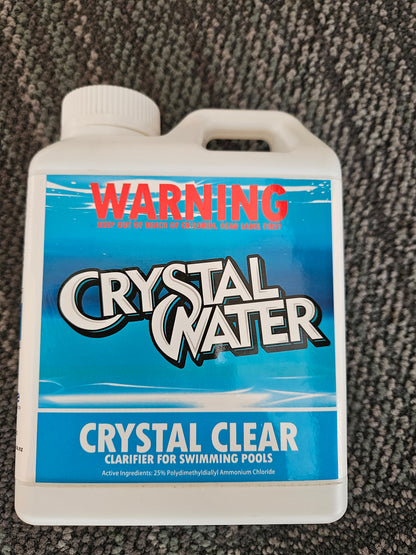 WARNING
KEEP OUT OF REACH OF CHILDREN. READ LABEL FIRST
CRYSTAL
WATER
CRYSTAL CLEAR
CLARIFIER FOR SWIMMING POOLS
Active Ingredients: 25% Polydimethyldiallyl Ammonium Chloride